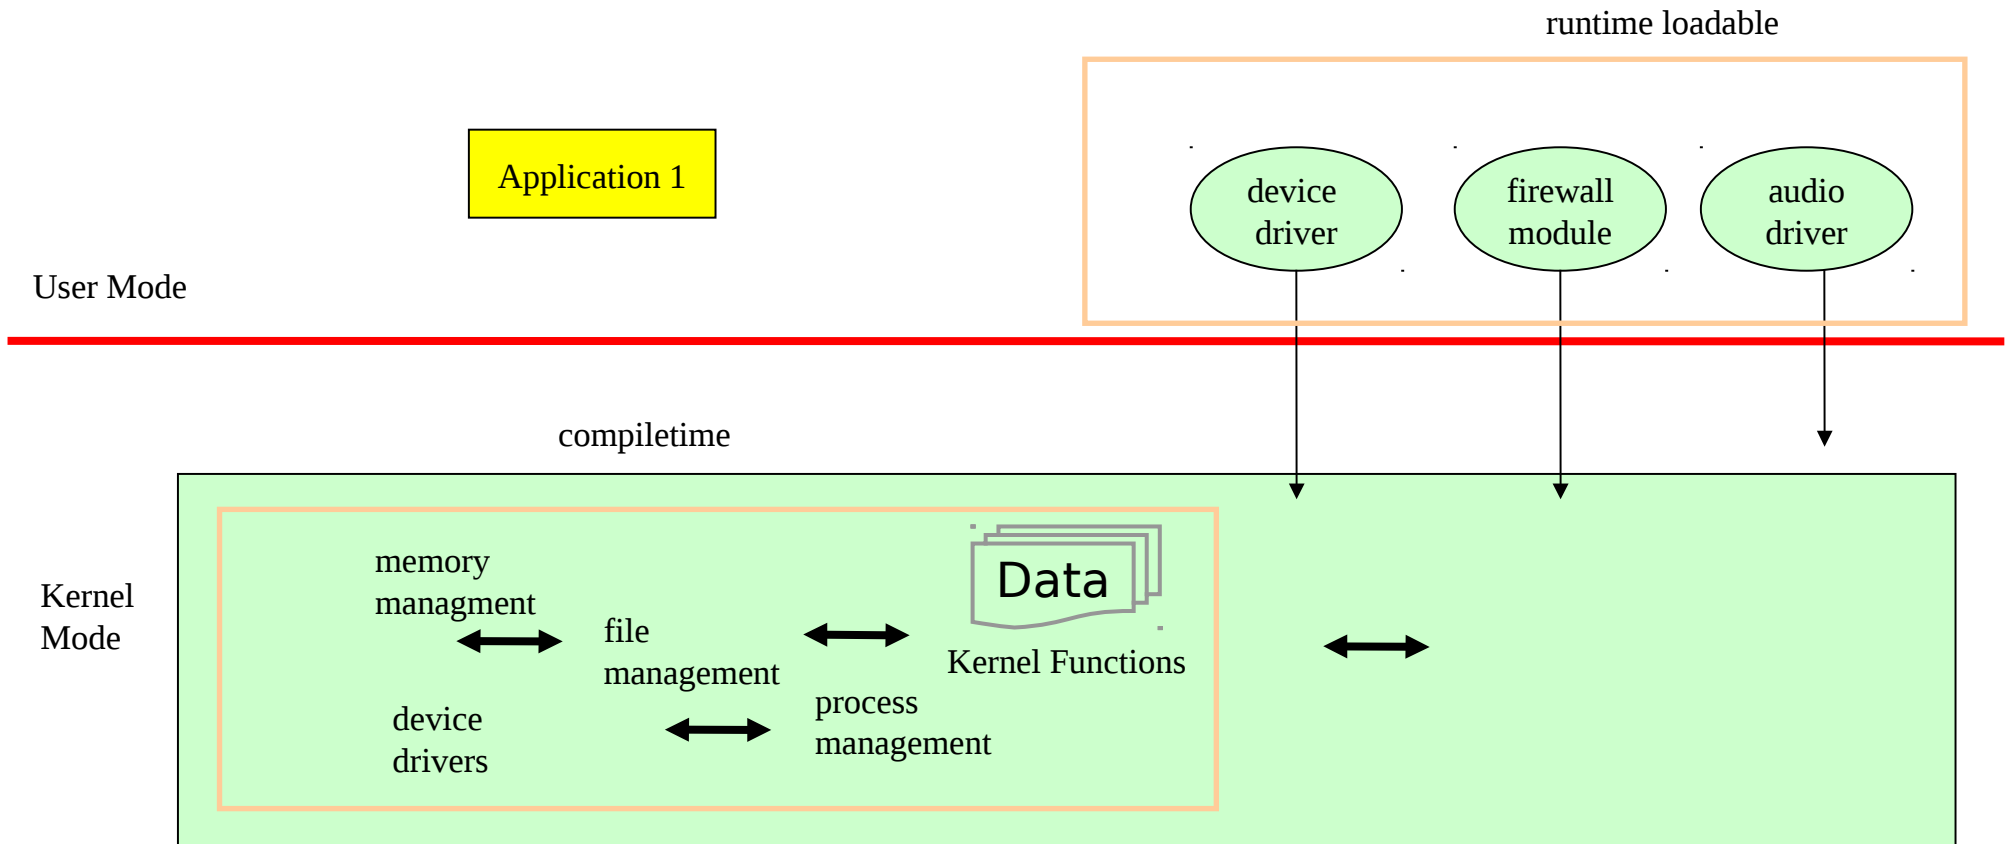 runtime loadable
Application 1
device
driver
firewall
module
audio
driver
User Mode
compiletime
Kernel
Mode
memory
managment
file
management
Data
Kernel Functions
device
drivers
process
management